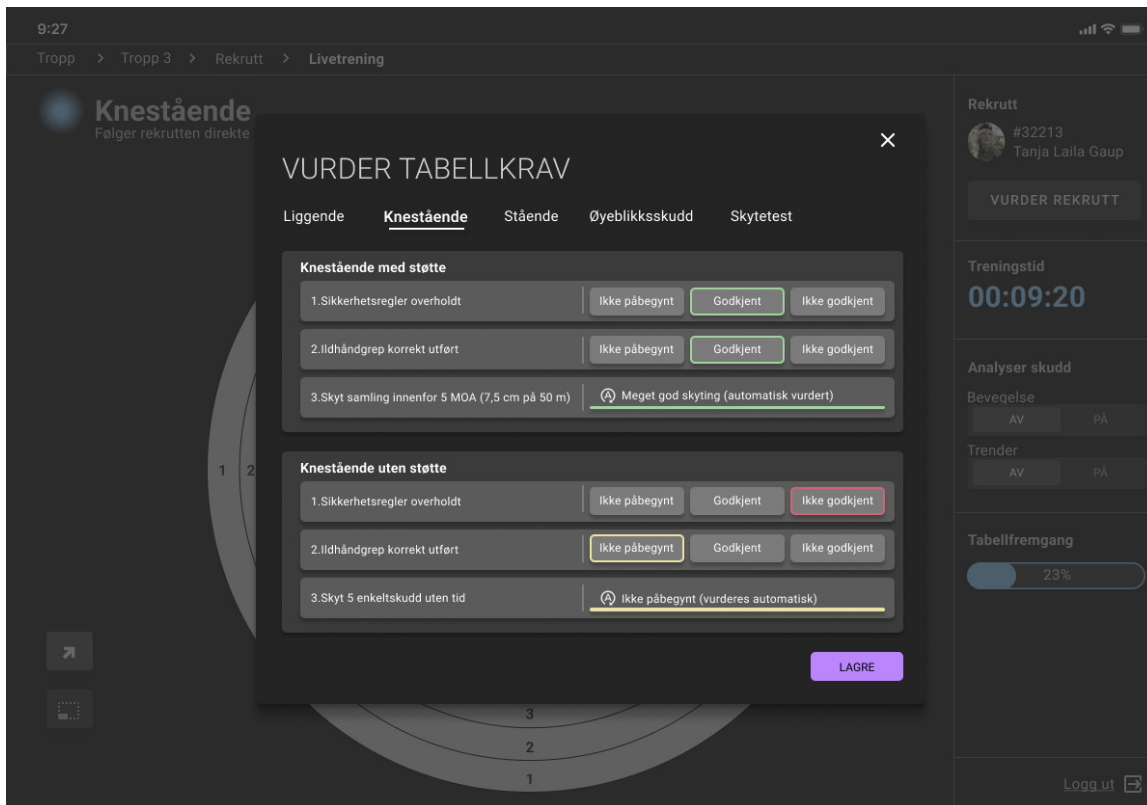 9:27
Tropp > Tropp 3 > Rekrutt > Livetrening
Knestående
Følger rekrutten direkte
VURDER TABELLKRAV
Liggende Knestående Stående Øyeblikksskudd Skytetest
Knestående med støtte
1.Sikkerhetsregler overholdt Ikke påbegynt Godkjent Ikke godkjent
2.Ildhåndgrep korrekt utført Ikke påbegynt Godkjent Ikke godkjent
3.Skyt samling innenfor 5 MOA (7,5 cm på 50 m) A Meget god skyting (automatisk vurdert)
Knestående uten støtte
1.Sikkerhetsregler overholdt Ikke påbegynt Godkjent Ikke godkjent
2.Ildhåndgrep korrekt utført Ikke påbegynt Godkjent Ikke godkjent
3.Skyt 5 enkeltskudd uten tid A Ikke påbegynt (vurderes automatisk)
LAGRE
1 2
3
2
1
Rekrutt
#32213
Tanja Laila Gaup
VURDER REKRUTT
Treningstid
00:09:20
Analyser skudd
Bevegelse
AV PÅ
Trender
AV PÅ
Tabellfremgang
23%
Logg ut